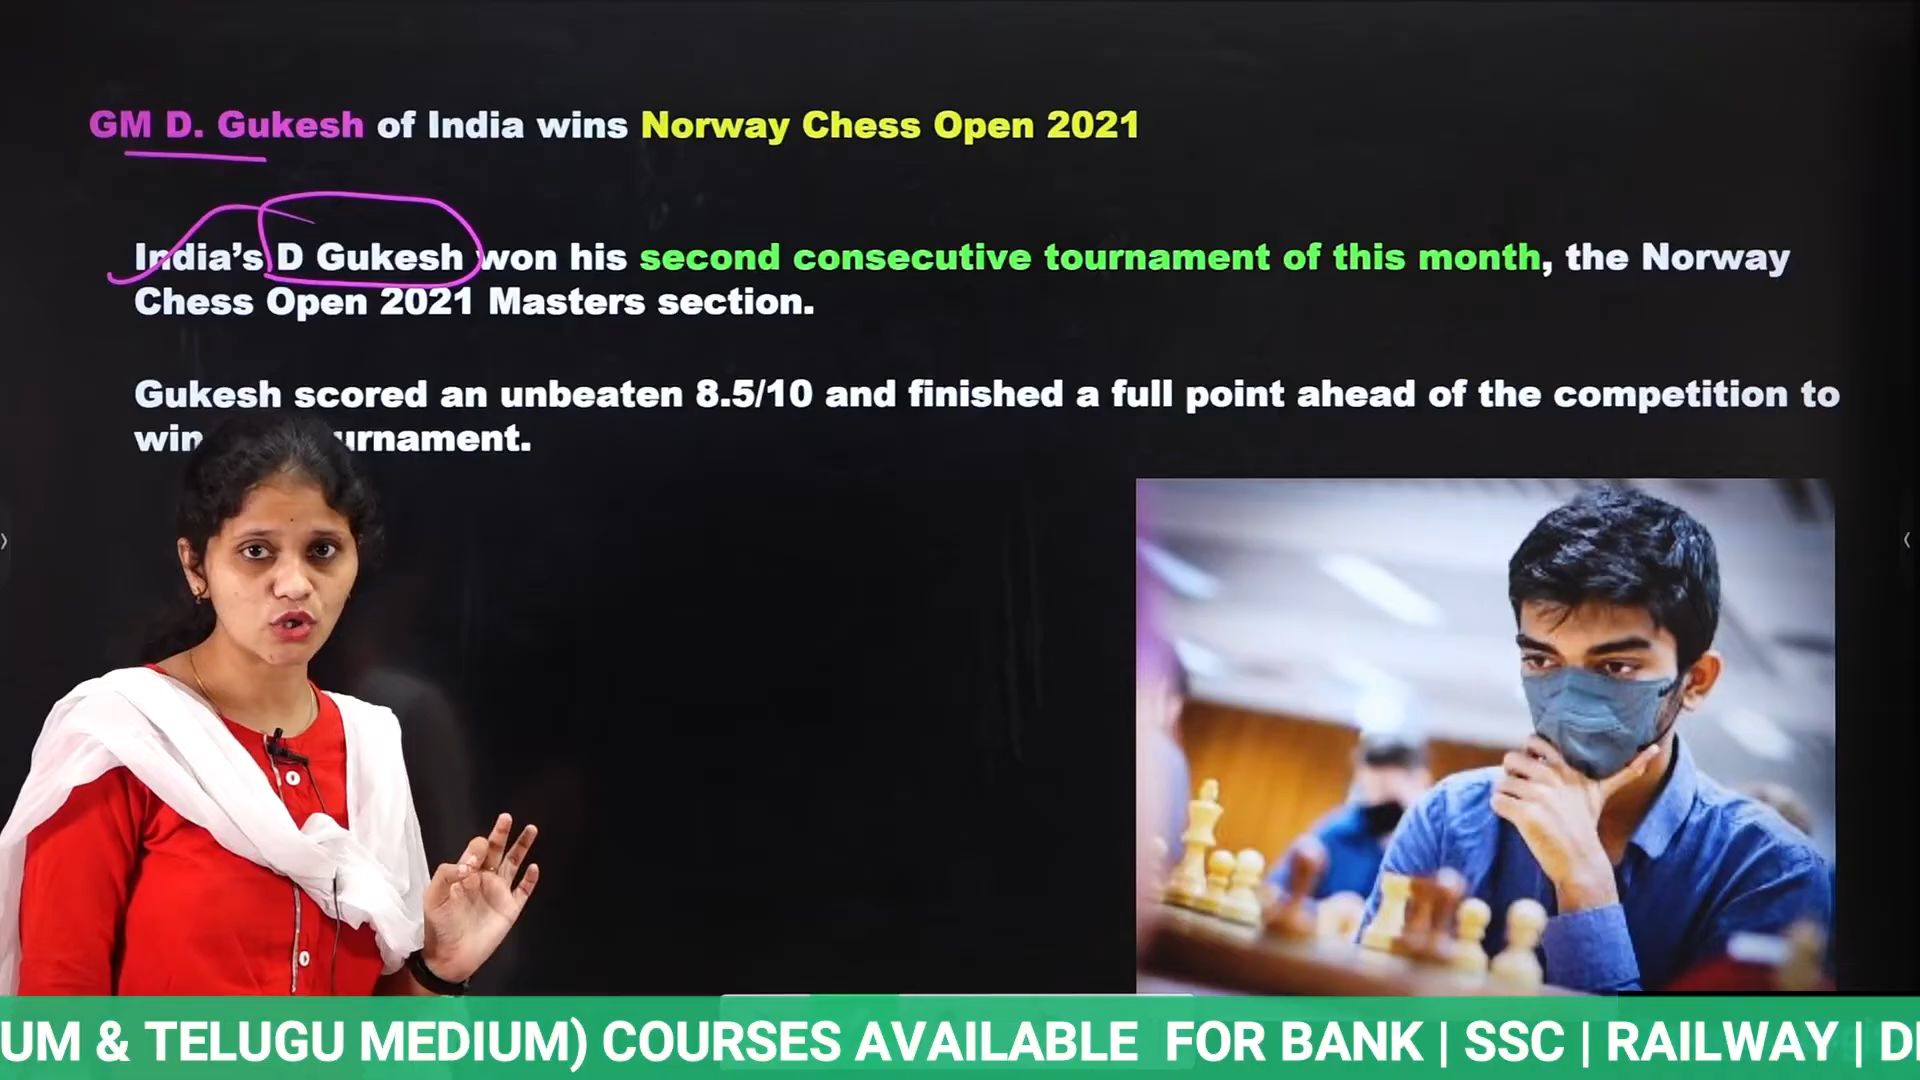 GM D. Gukesh of India wins Norway Chess Open 2021
India’s D Gukesh won his second consecutive tournament of this month, the Norway
Chess Open 2021 Masters section.
Gukesh scored an unbeaten 8.5/10 and finished a full point ahead of the competition to
win urnament.
UM & TELUGU MEDIUM) COURSES AVAILABLE FOR BANK | SSC | RAILWAY |